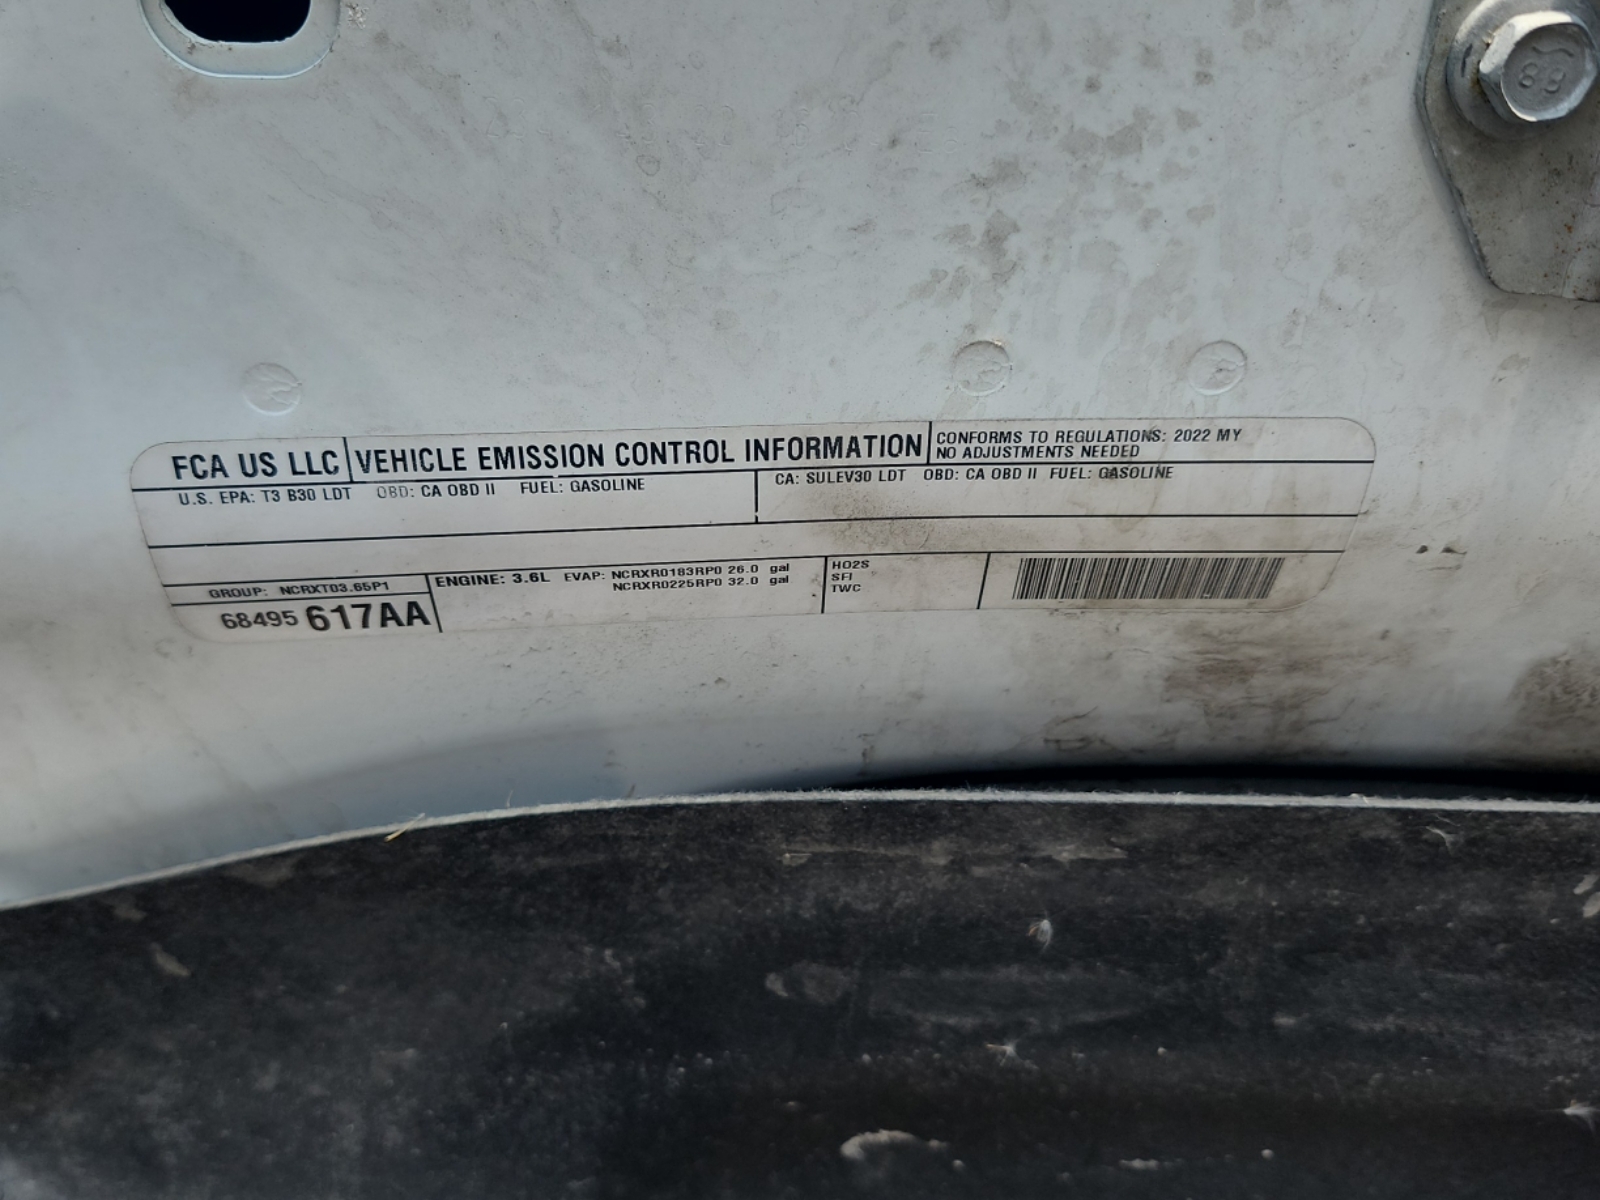 FCA US LLC VEHICLE EMISSION CONTROL INFORMATION
CONFORMS TO REGULATIONS: 2022 MY
NO ADJUSTMENTS NEEDED
U.S. EPA: T3 B30 LDT OBD: CA OBD II FUEL: GASOLINE
CA: SULEV30 LDT OBD: CA OBD II FUEL: GASOLINE
GROUP: NCRXT03.65P1
68495 617AA
ENGINE: 3.6L EVAP: NCRXR0183RP0 26.0 gal
NCRXR0225RP0 32.0 gal
HO2S
SFI
TWC
8.8